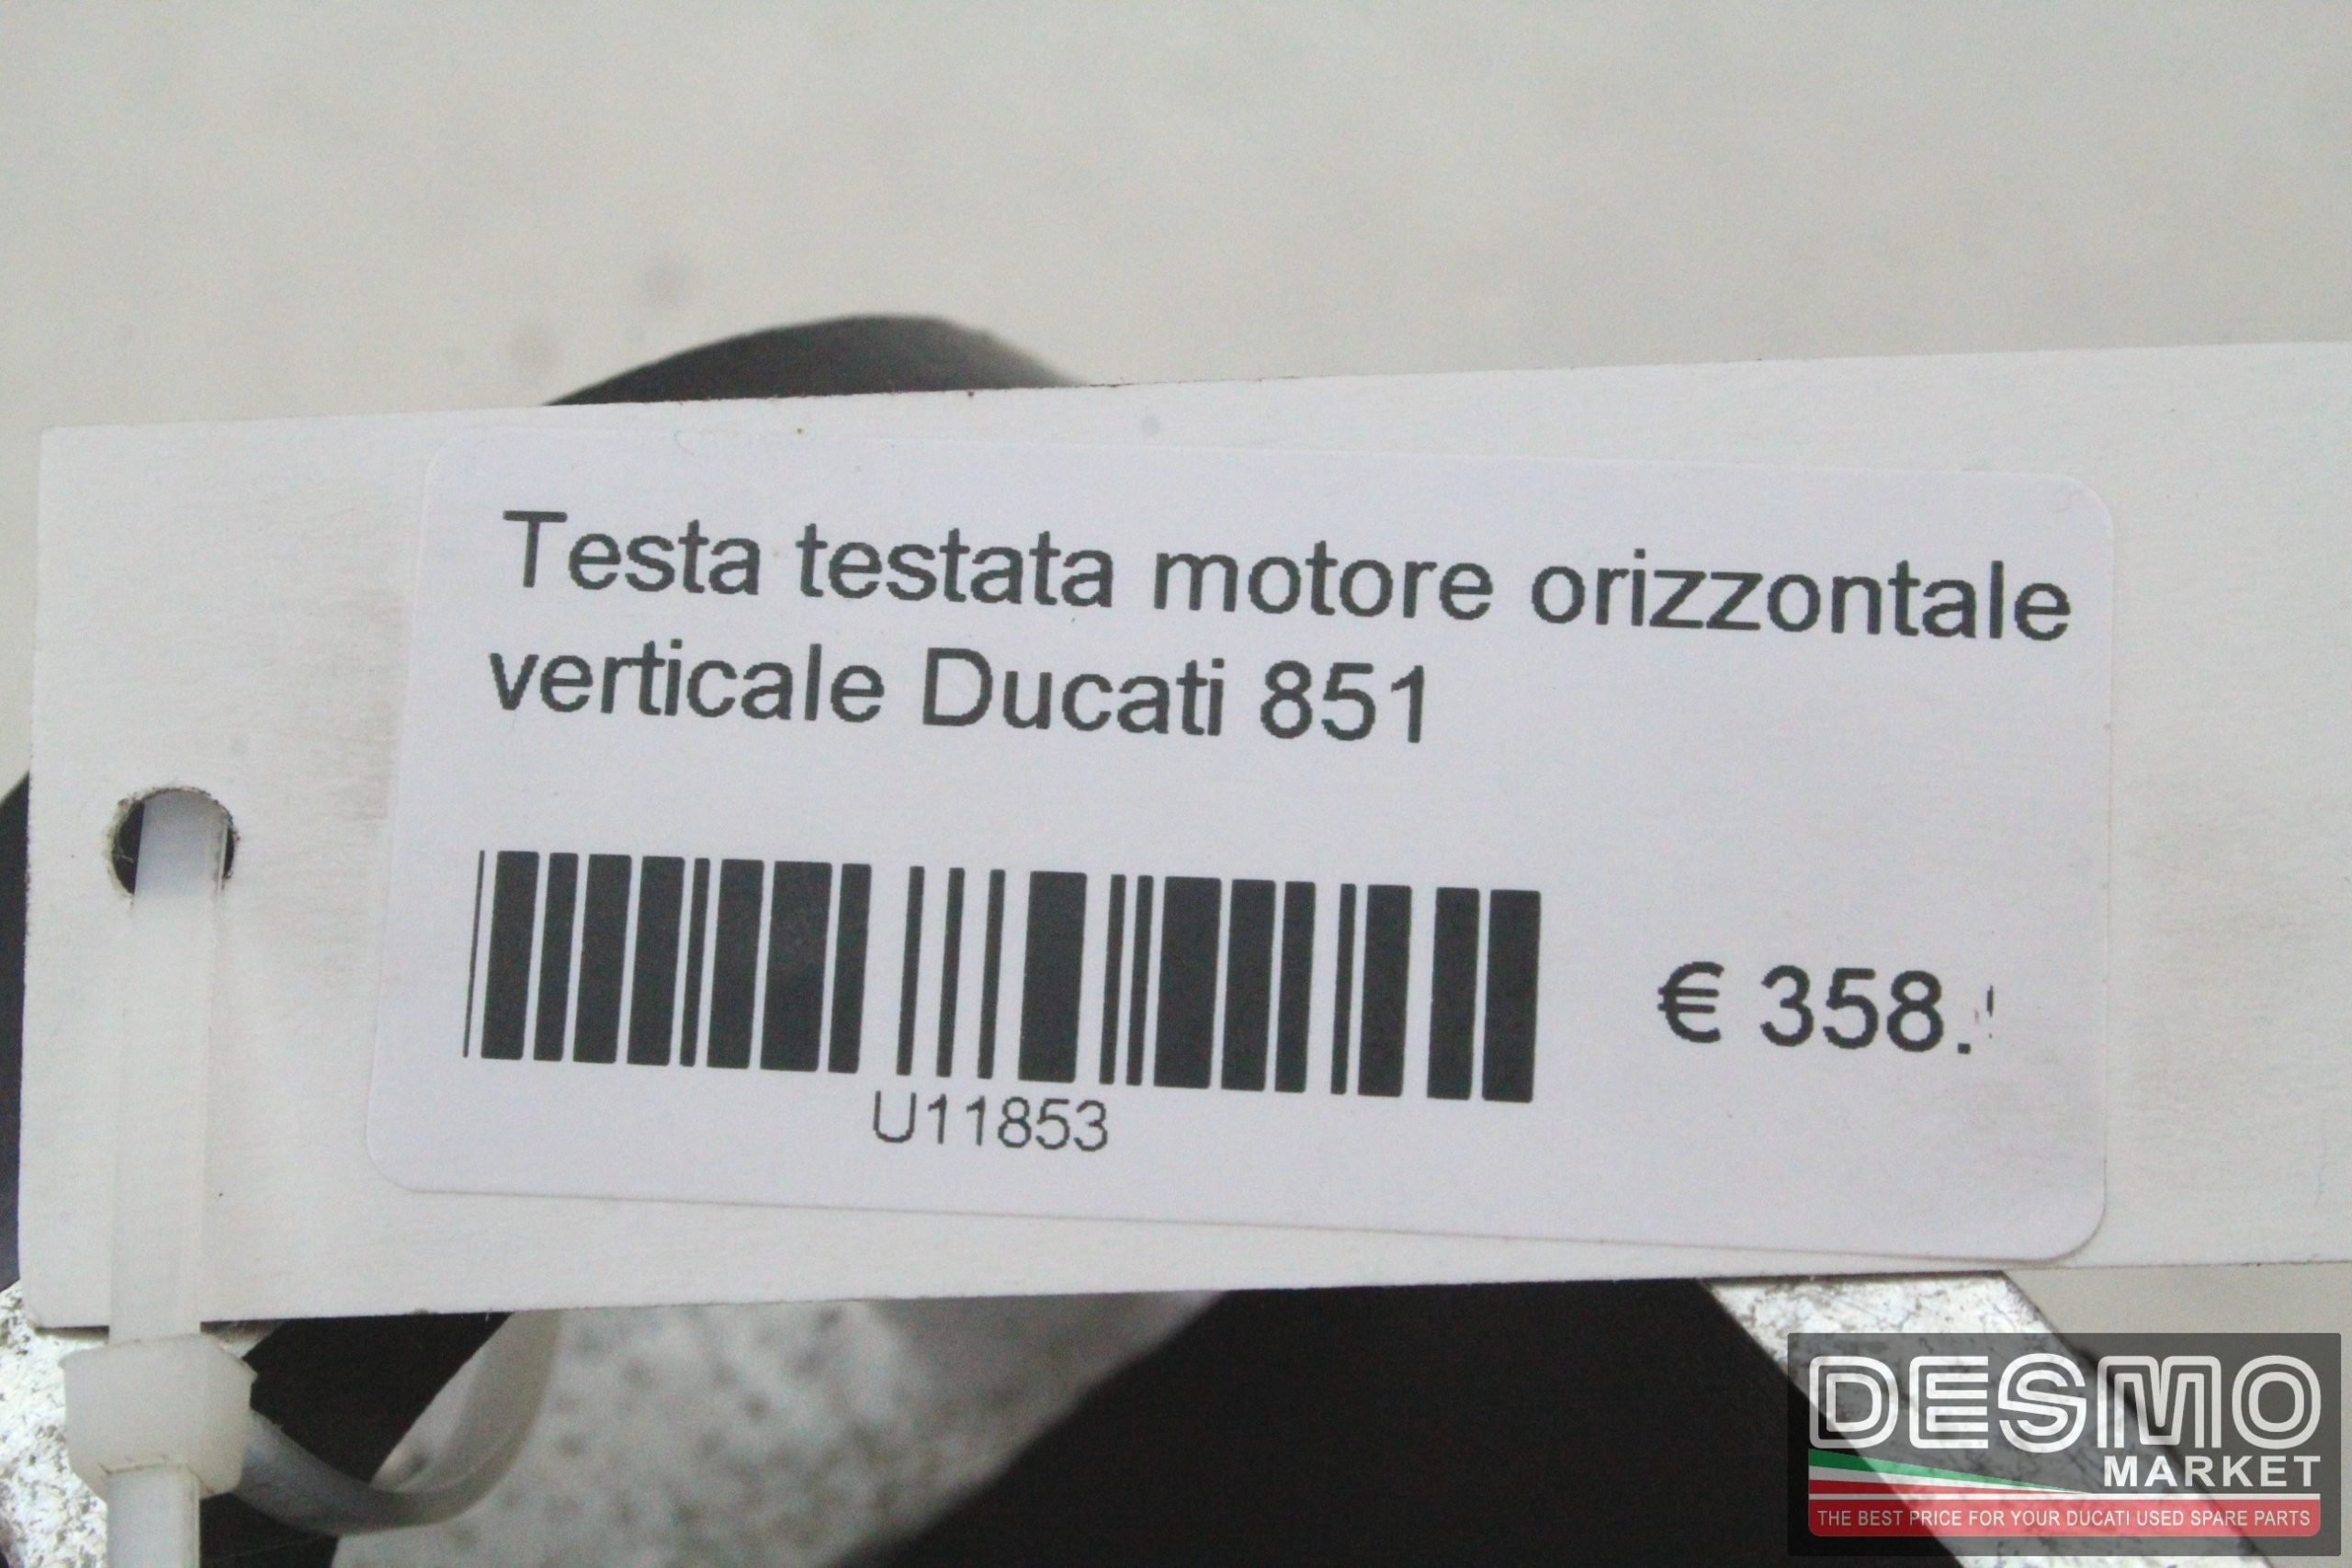 Testa testata motore orizzontale
verticale Ducati 851
€ 358.
U11853
DESMO
MARKET
THE BEST PRICE FOR YOUR DUCATI USED SPARE PARTS